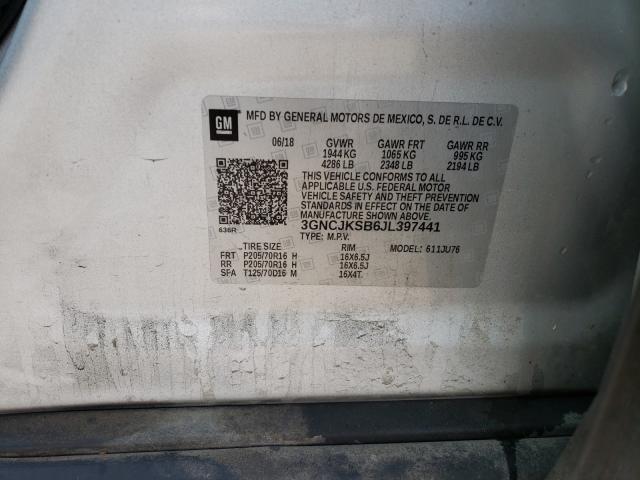 GM
MFD BY GENERAL MOTORS DE MEXICO, S. DE R.L. DE C.V.
06/18 GVWR GAWR FRT GAWR RR
1944 KG 1065 KG 995 KG
4286 LB 2348 LB 2194 LB
THIS VEHICLE CONFORMS TO ALL
APPLICABLE U.S. FEDERAL MOTOR
VEHICLE SAFETY AND THEFT PREVENTION
STANDARDS IN EFFECT ON THE DATE OF
MANUFACTURE SHOWN ABOVE.
636R 3GNCJKSB6JL397441
TYPE: M.P.V. MODEL: 611JU76
TIRE SIZE RIM
FRT P205/70R16 H 16X6.5J
RR P205/70R16 H 16X6.5J
SPA T125/70D16 M 16X4T